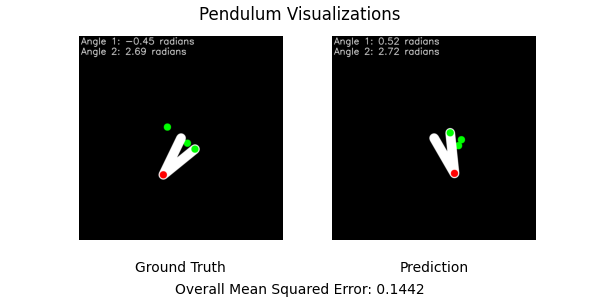 Pendulum Visualizations
Angle 1: −0.45 radians
Angle 2: 2.69 radians
Angle 1: 0.52 radians
Angle 2: 2.72 radians
Ground Truth
Prediction
Overall Mean Squared Error: 0.1442